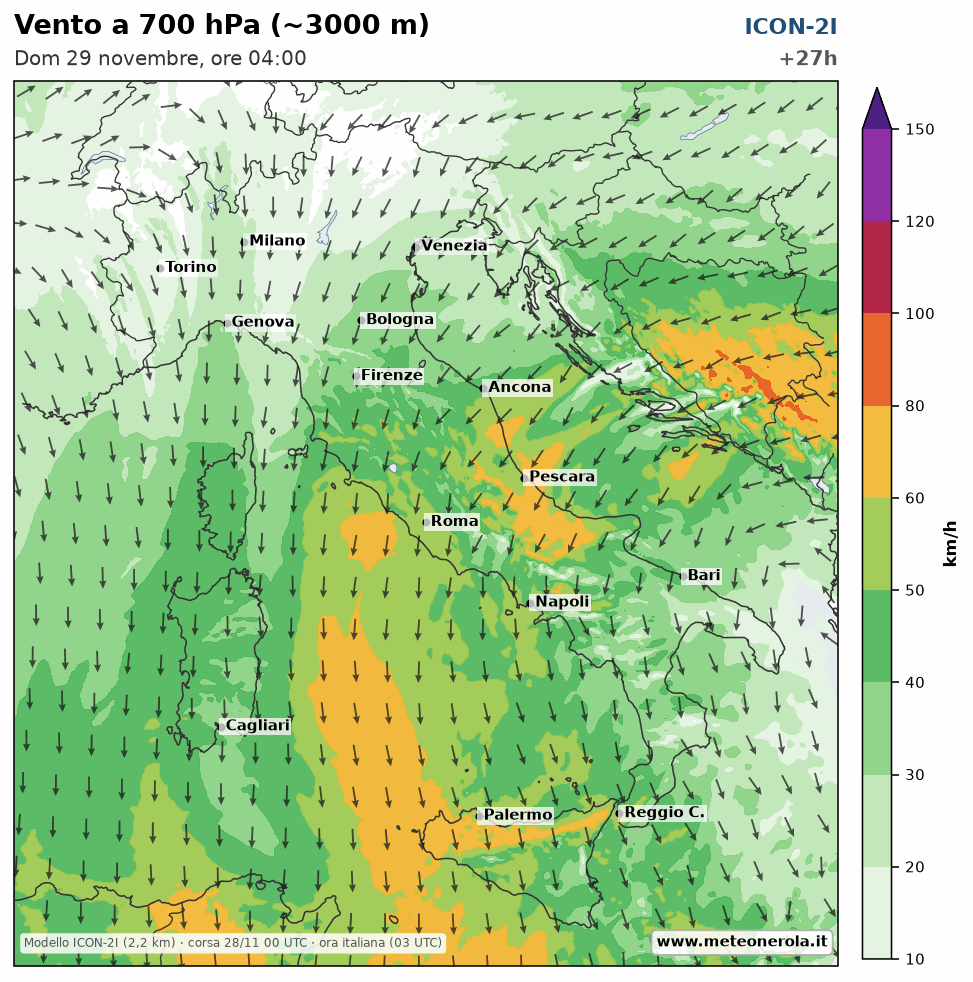 Vento a 700 hPa (~3000 m)
ICON-2I
Dom 29 novembre, ore 04:00
+27h
150
120
100
80
60
50
40
30
20
10
km/h
Milano
Venezia
Torino
Genova
Bologna
Firenze
Ancona
Pescara
Roma
Bari
Napoli
Cagliari
Palermo
Reggio C.
Modello ICON-2I (2,2 km) · corsa 28/11 00 UTC · ora italiana (03 UTC)
www.meteonerola.it